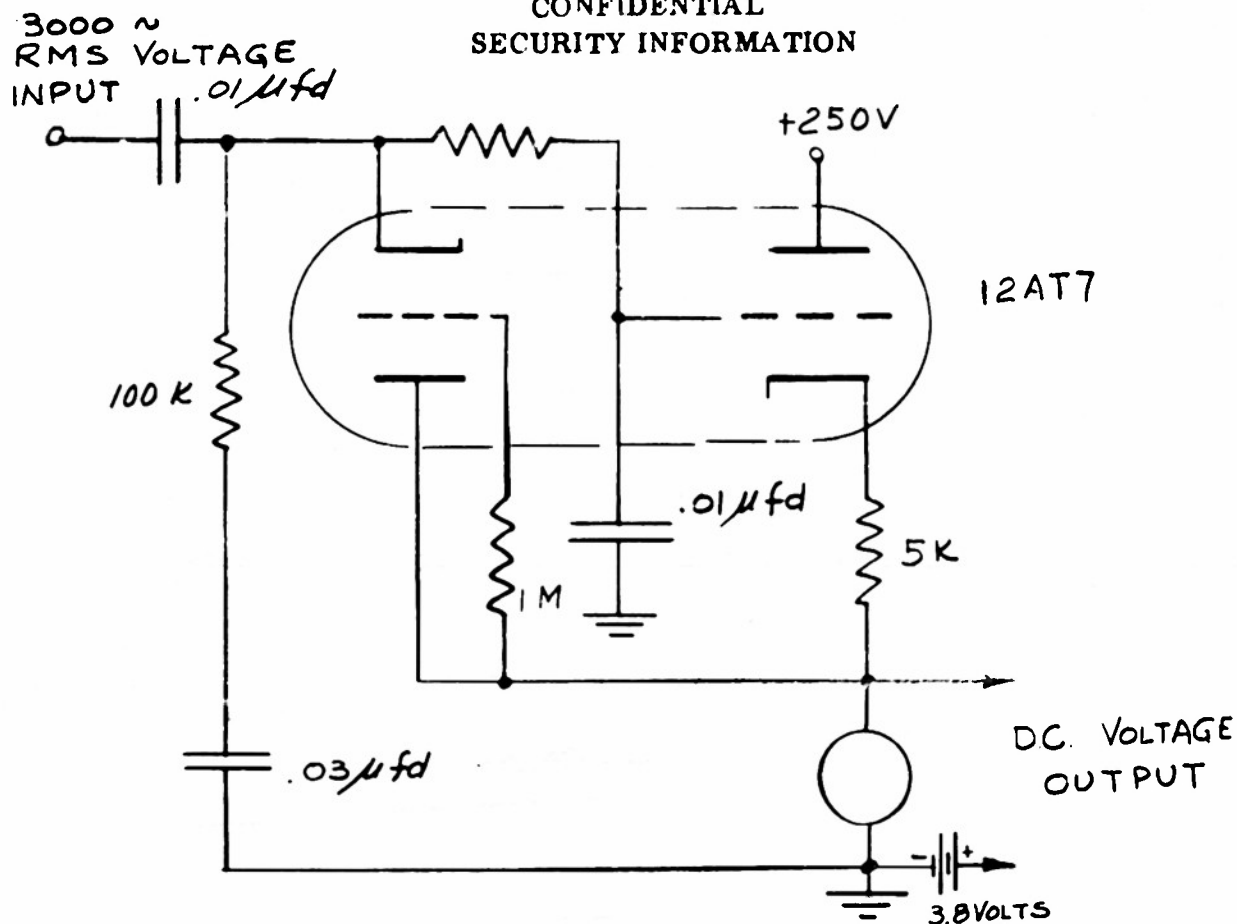 CONFIDENTIAL
SECURITY INFORMATION
3000 ~
RMS VOLTAGE
INPUT
.01 μfd
+250V
12AT7
100 K
.01 μfd
5K
1 M
.03 μfd
D.C. VOLTAGE
OUTPUT
- +
3.8 VOLTS